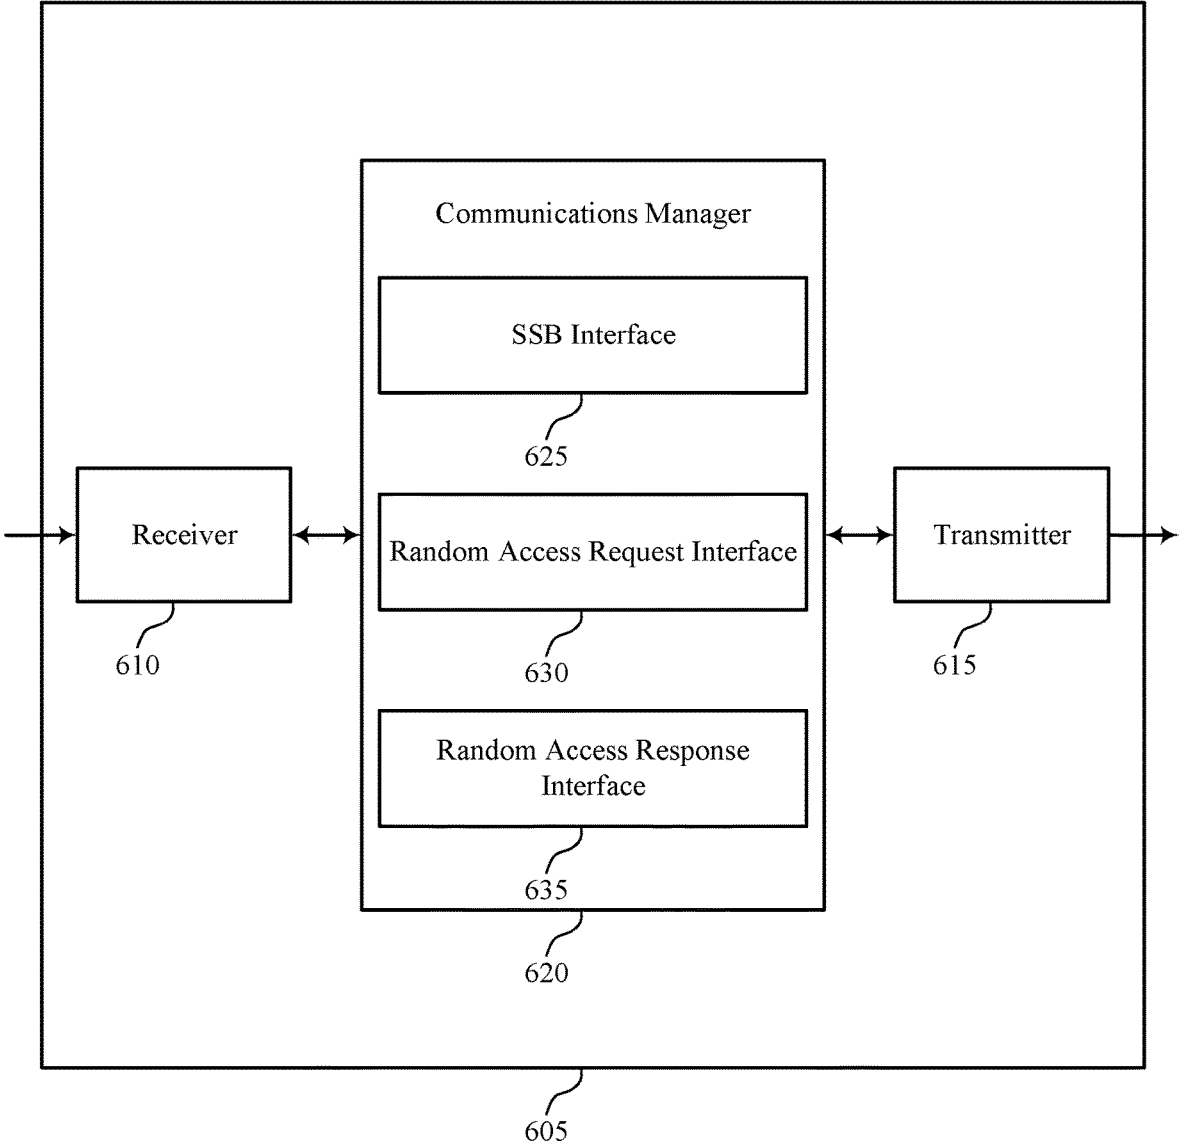 Communications Manager
SSB Interface
625
Receiver
610
Random Access Request Interface
630
Transmitter
615
Random Access Response
Interface
635
620
605